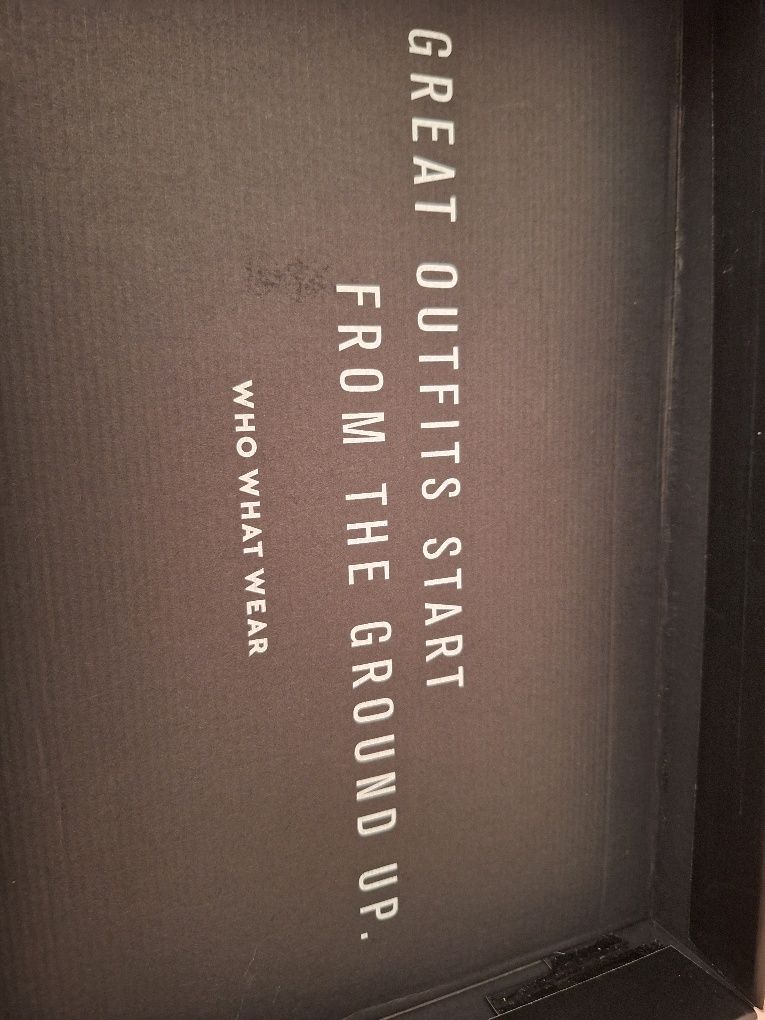 GREAT OUTFITS START
FROM THE GROUND UP.
WHO WHAT WEAR